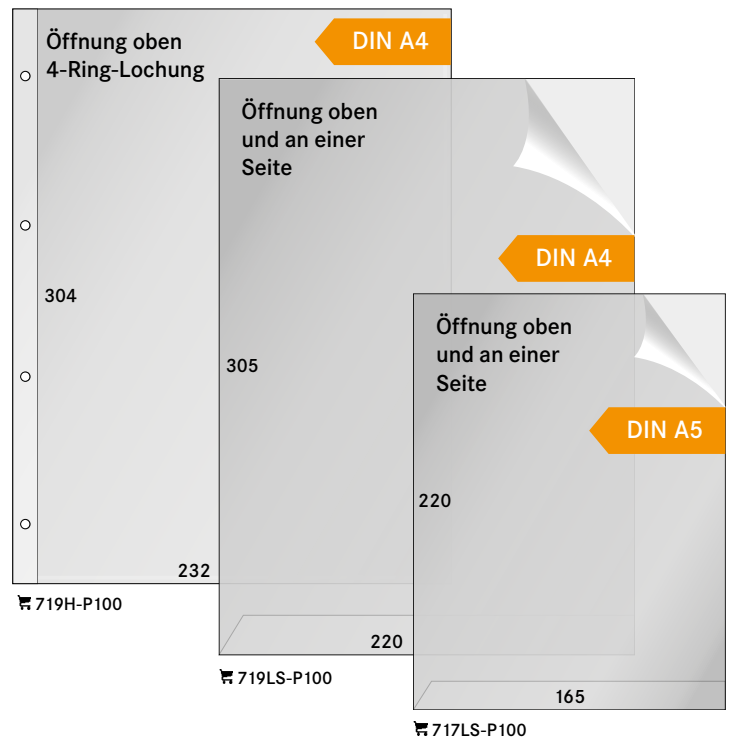 Öffnung oben
4-Ring-Lochung
DIN A4
304
232
719H-P100
Öffnung oben
und an einer
Seite
DIN A4
305
220
719LS-P100
Öffnung oben
und an einer
Seite
DIN A5
220
165
717LS-P100